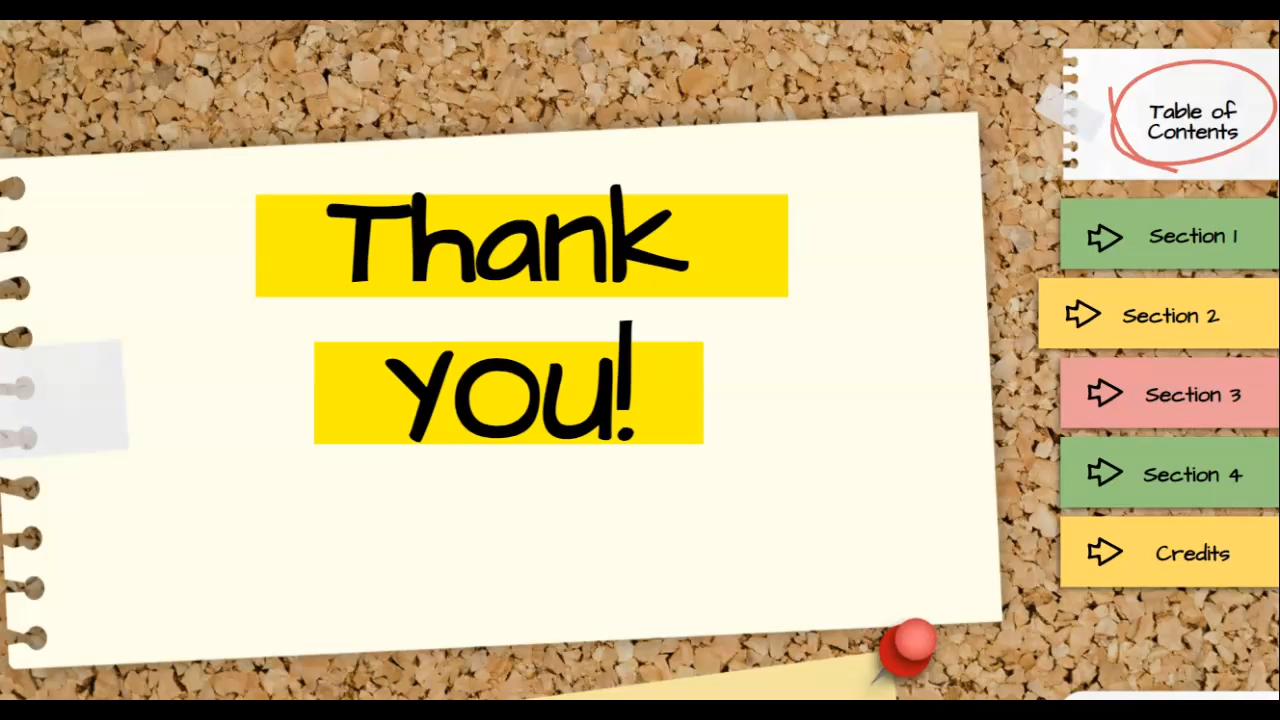 Thank
you!
Table of
Contents
Section 1
Section 2
Section 3
Section 4
Credits